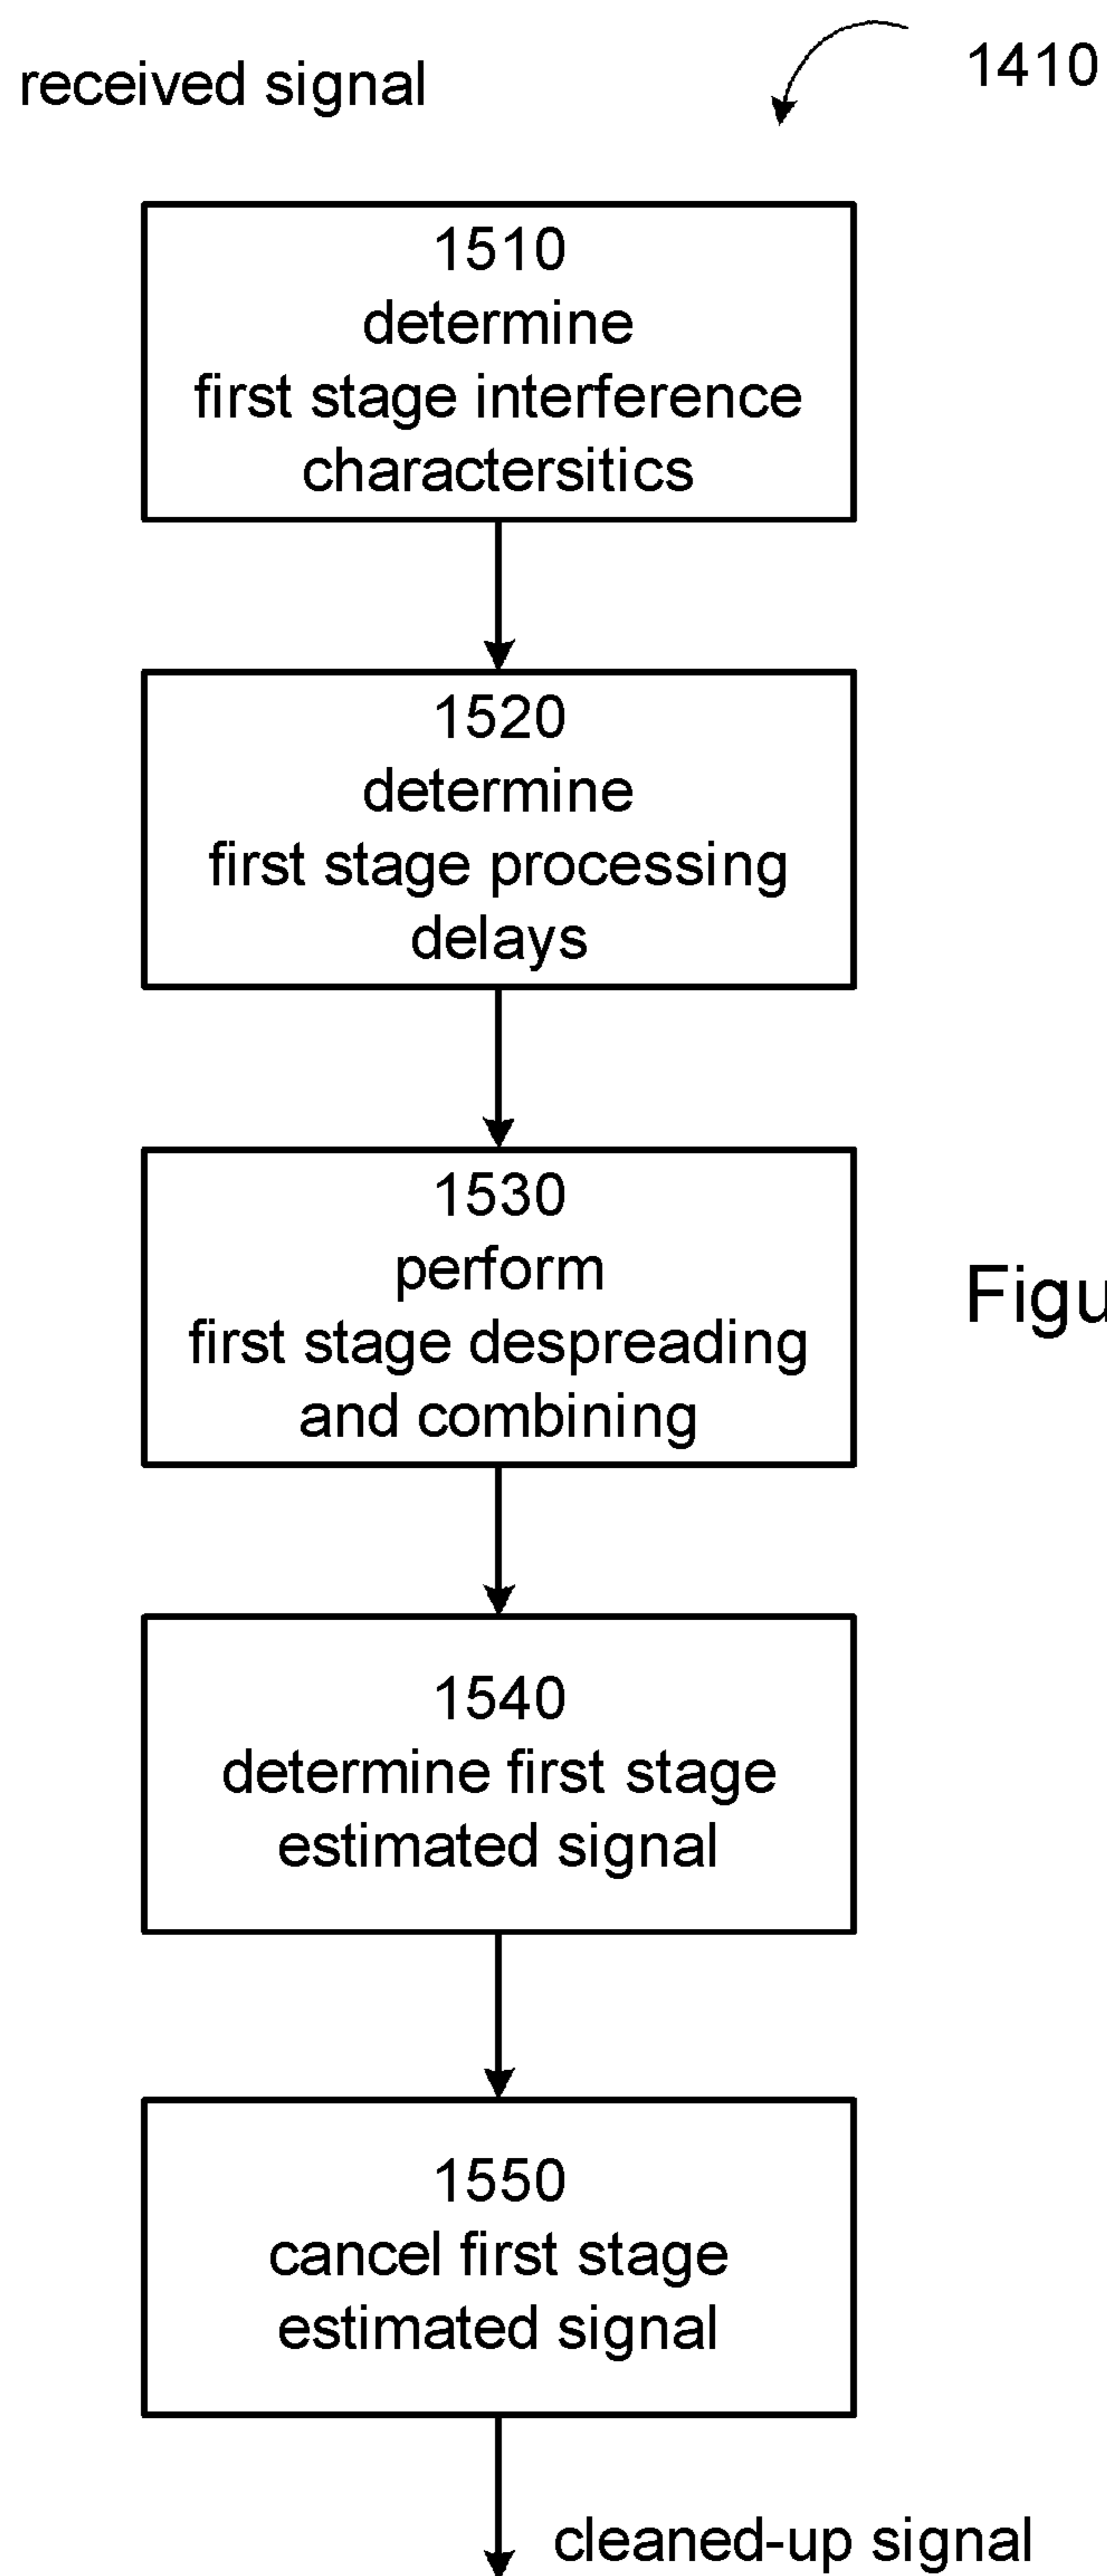 received signal
1410
1510
determine
first stage interference
charactersitics
1520
determine
first stage processing
delays
1530
perform
first stage despreading
and combining
Figu
1540
determine first stage
estimated signal
1550
cancel first stage
estimated signal
cleaned-up signal